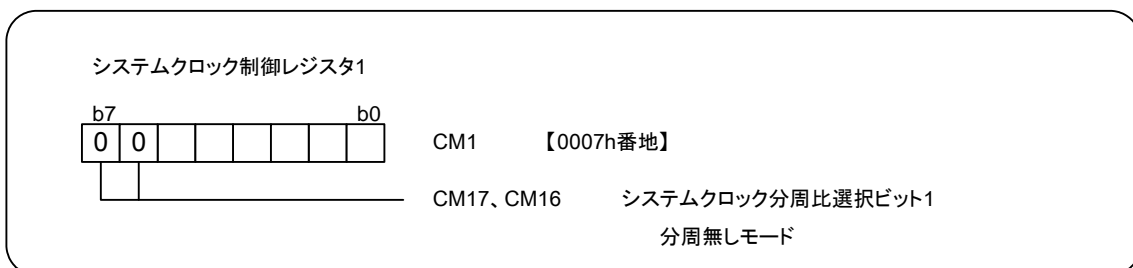 システムクロック制御レジスタ1
b7 b0
0 0 CM1 【0007h番地】
CM17、CM16 システムクロック分周比選択ビット1
分周無しモード